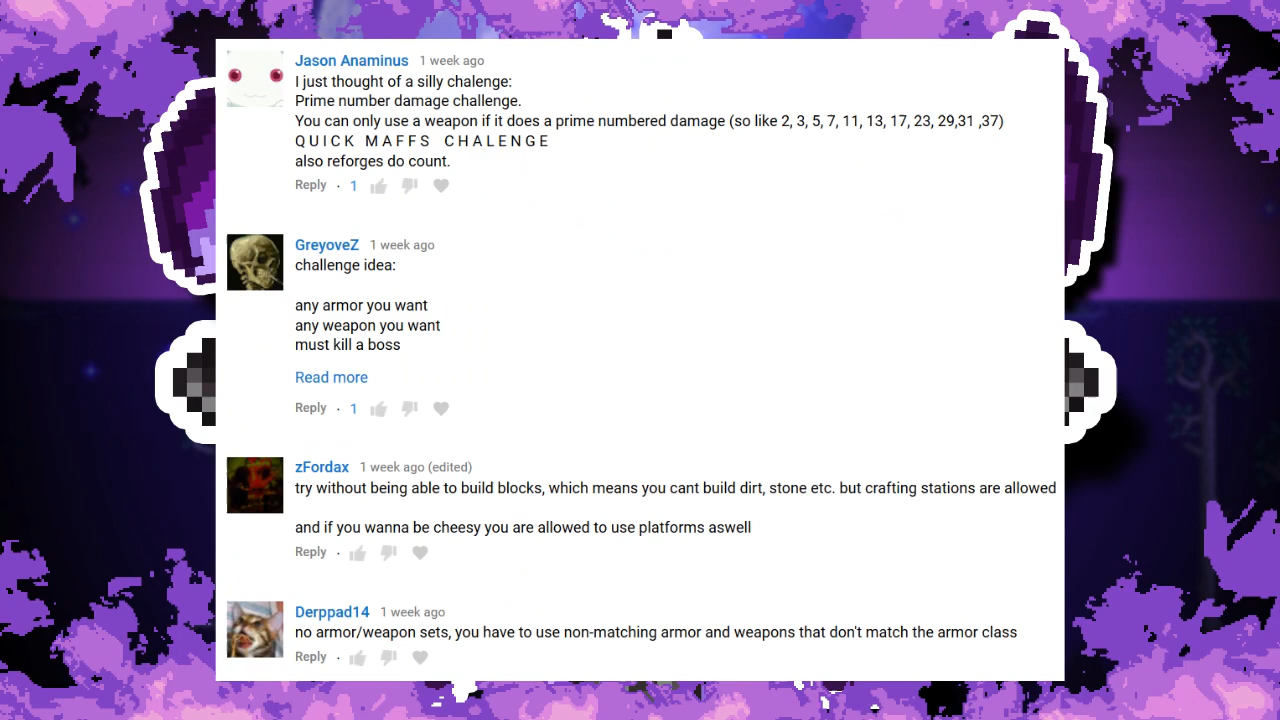 Jason Anaminus 1 week ago
I just thought of a silly chalenge:
Prime number damage challenge.
You can only use a weapon if it does a prime numbered damage (so like 2, 3, 5, 7, 11, 13, 17, 23, 29,31 ,37)
Q U I C K   M A F F S   C H A L E N G E
also reforges do count.
Reply · 1
GreyoveZ 1 week ago
challenge idea:
any armor you want
any weapon you want
must kill a boss
Read more
Reply · 1
zFordax 1 week ago (edited)
try without being able to build blocks, which means you cant build dirt, stone etc. but crafting stations are allowed
and if you wanna be cheesy you are allowed to use platforms aswell
Reply ·
Derppad14 1 week ago
no armor/weapon sets, you have to use non-matching armor and weapons that don't match the armor class
Reply ·